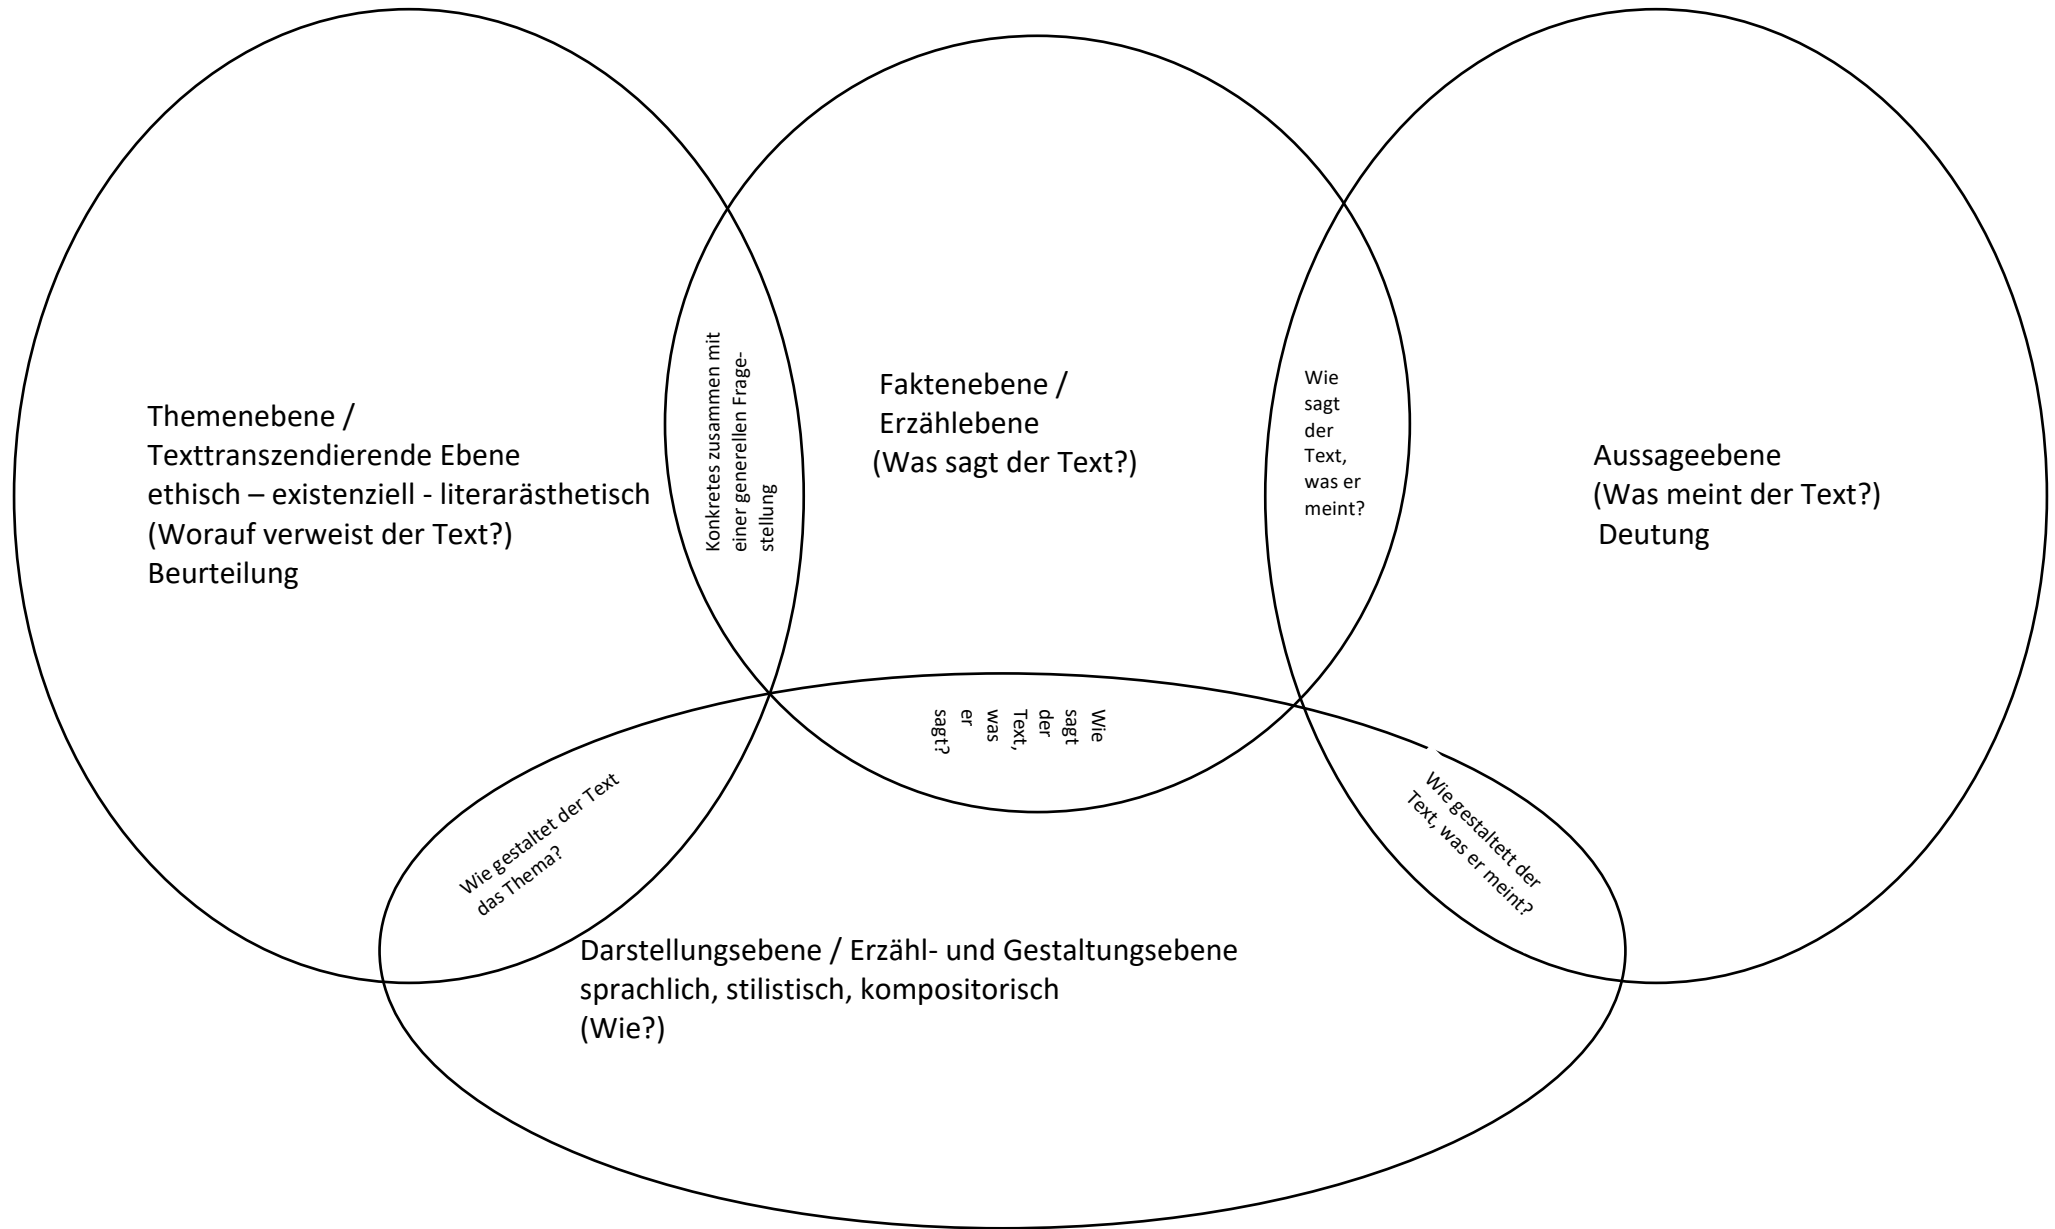 Themenebene /
Texttranszendierende Ebene
ethisch – existenziell - literarästhetisch
(Worauf verweist der Text?)
Beurteilung
Konkretes zusammen mit
einer generellen Frage-
stellung
Faktenebene /
Erzählebene
(Was sagt der Text?)
Wie
sagt
der
Text,
was er
meint?
Aussageebene
(Was meint der Text?)
Deutung
Wie
sagt
der
Text,
was
er
sagt?
Wie gestaltet der Text
das Thema?
Wie gestaltett der
Text, was er meint?
Darstellungsebene / Erzähl- und Gestaltungsebene
sprachlich, stilistisch, kompositorisch
(Wie?)